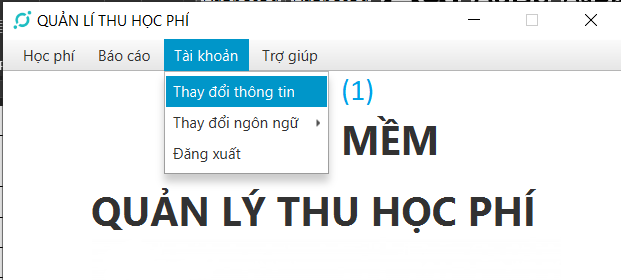 QUẢN LÝ THU HỌC PHÍ
Học phí Báo cáo Tài khoản Trợ giúp
Thay đổi thông tin (1)
Thay đổi ngôn ngữ
Đăng xuất
MỀM
QUẢN LÝ THU HỌC PHÍ